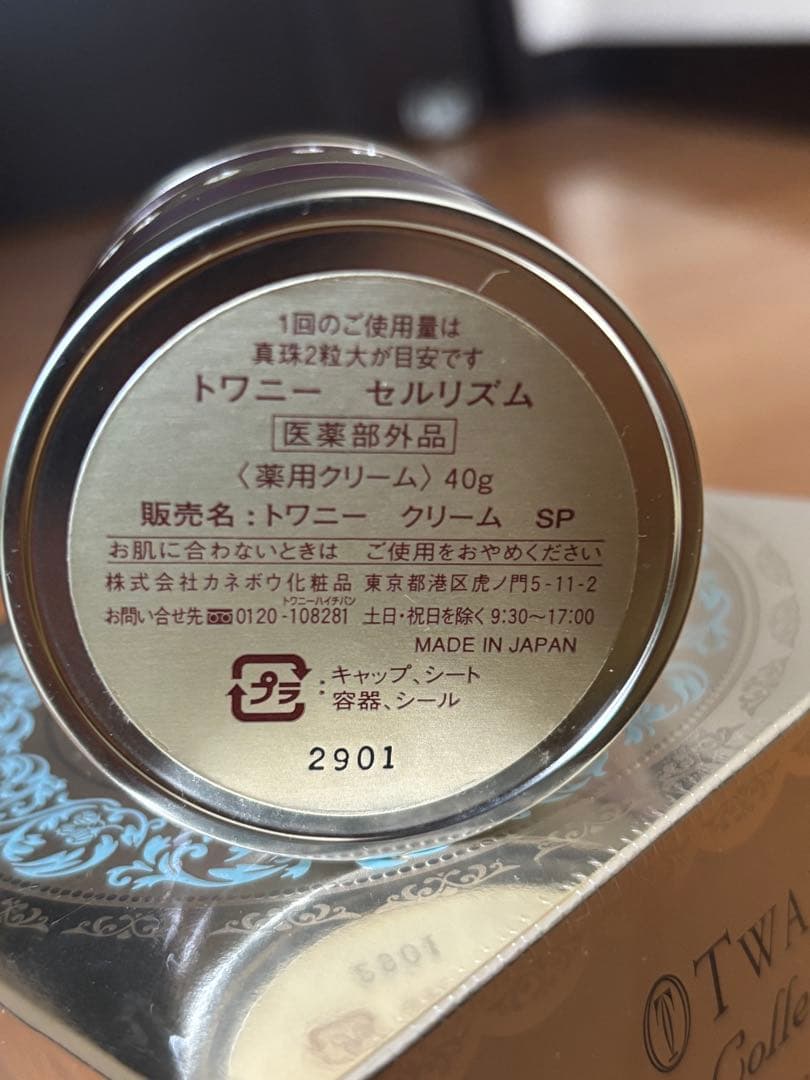 1回のご使用量は
真珠2粒大が目安です
トワニー セルリズム
医薬部外品
〈薬用クリーム〉40g
販売名:トワニー クリーム SP
お肌に合わないときは ご使用をおやめください
株式会社カネボウ化粧品 東京都港区虎ノ門5-11-2
トワニーハイチバン
お問い合せ先 0120-108281 土日・祝日を除く 9:30〜17:00
MADE IN JAPAN
プラ : キャップ、シート
容器、シール
2901
T TWA
Colle